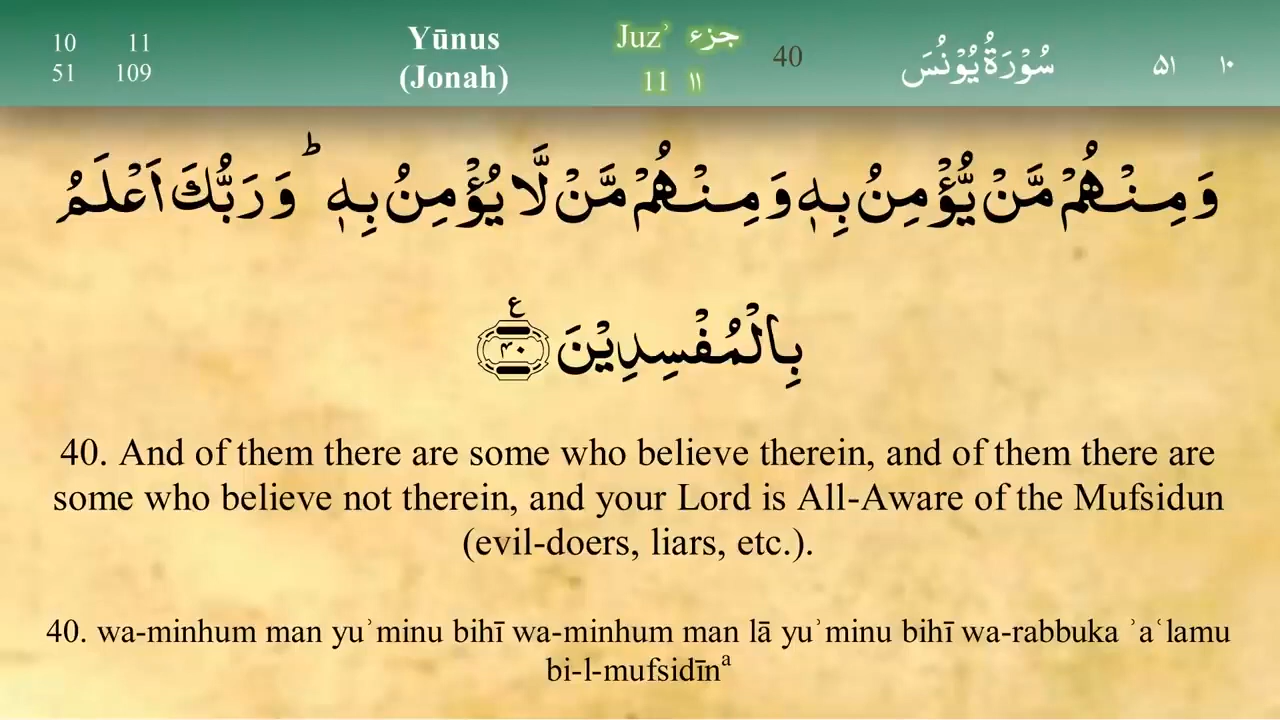 10 11 Yūnus Juzʾ جزء 40 سُوْرَةُ يُوْنُسَ ٥١ ١٠
51 109 (Jonah) 11 ١١
وَمِنْهُمْ مَّنْ يُّؤْمِنُ بِهٖ وَمِنْهُمْ مَّنْ لَّا يُؤْمِنُ بِهٖ ؕ وَرَبُّكَ اَعْلَمُ
بِالْمُفْسِدِيْنَ ﴿۴۰﴾ ع
40. And of them there are some who believe therein, and of them there are
some who believe not therein, and your Lord is All-Aware of the Mufsidun
(evil-doers, liars, etc.).
40. wa-minhum man yuʾminu bihī wa-minhum man lā yuʾminu bihī wa-rabbuka ʾaʿlamu
bi-l-mufsidīnᵃ